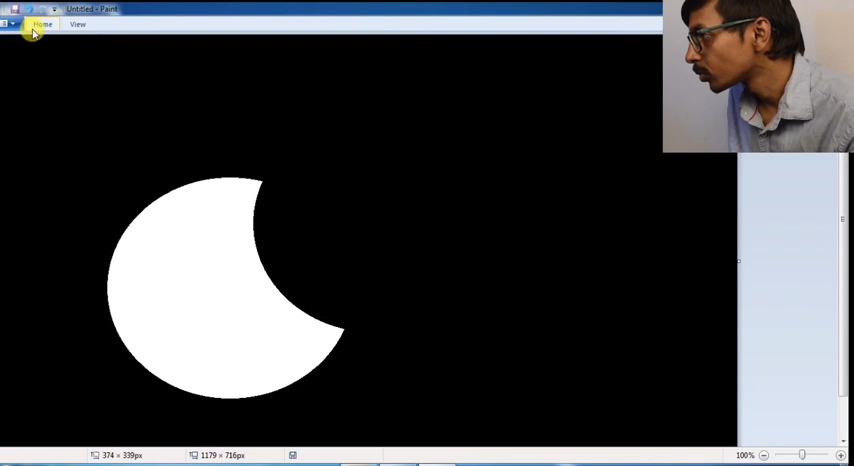 Untitled - Paint
Home View
374 × 339px 1179 × 716px 100%